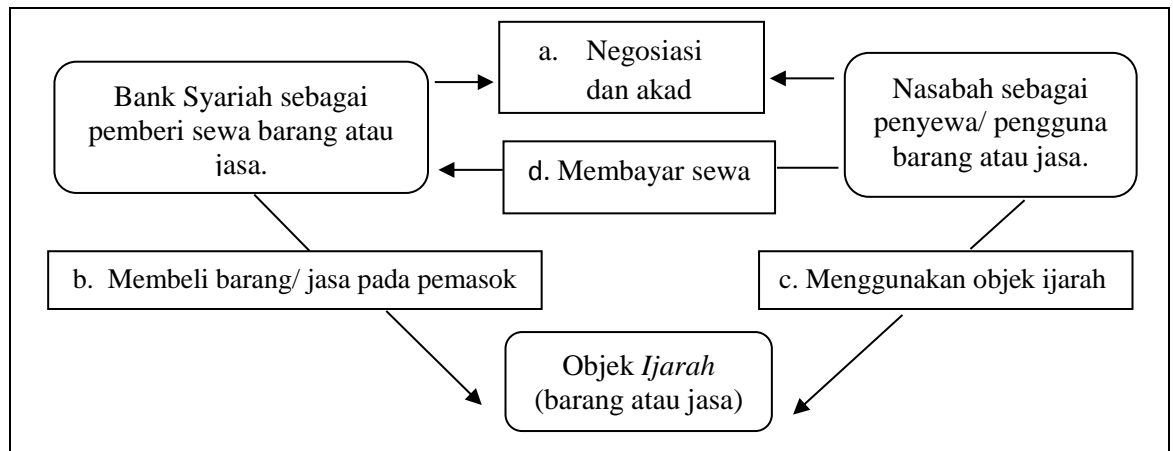 a. Negosiasi
dan akad
Bank Syariah sebagai
pemberi sewa barang atau
jasa.
Nasabah sebagai
penyewa/ pengguna
barang atau jasa.
d. Membayar sewa
b. Membeli barang/ jasa pada pemasok
c. Menggunakan objek ijarah
Objek Ijarah
(barang atau jasa)